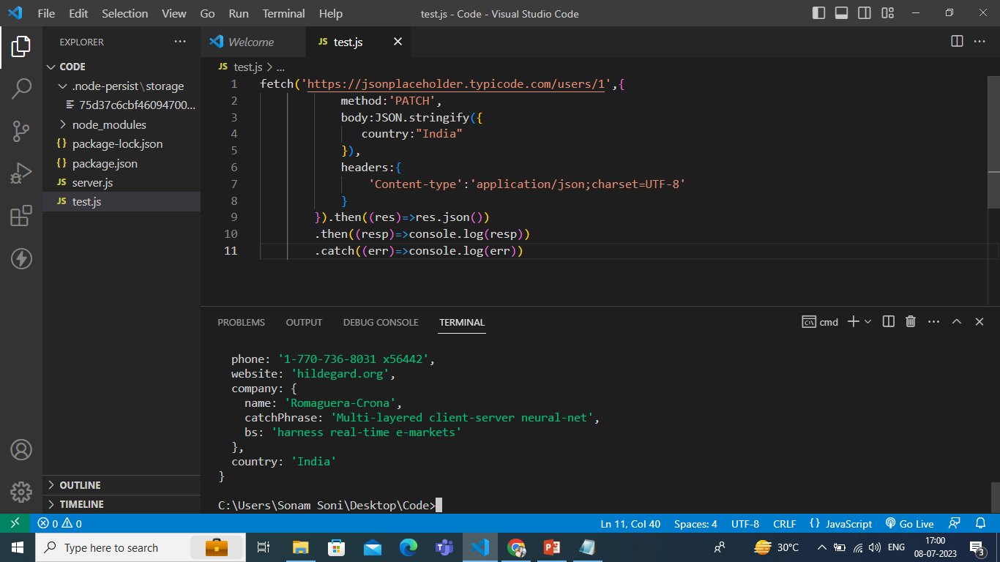 File Edit Selection View Go Run Terminal Help test.js - Code - Visual Studio Code
EXPLORER
CODE
.node-persist\storage
75d37c6cbf46094700...
node_modules
package-lock.json
package.json
server.js
test.js
OUTLINE
TIMELINE
Welcome JS test.js
JS test.js > ...
1 fetch('https://jsonplaceholder.typicode.com/users/1',{
2 method:'PATCH',
3 body:JSON.stringify({
4 country:"India"
5 }),
6 headers:{
7 'Content-type':'application/json;charset=UTF-8'
8 }
9 }).then((res)=>res.json())
10 .then((resp)=>console.log(resp))
11 .catch((err)=>console.log(err))
PROBLEMS OUTPUT DEBUG CONSOLE TERMINAL cmd
phone: '1-770-736-8031 x56442',
website: 'hildegard.org',
company: {
name: 'Romaguera-Crona',
catchPhrase: 'Multi-layered client-server neural-net',
bs: 'harness real-time e-markets'
},
country: 'India'
}
C:\Users\Sonam Soni\Desktop\Code>
0 0 Ln 11, Col 40 Spaces: 4 UTF-8 CRLF {} JavaScript Go Live
Type here to search 30°C ENG 17:00
08-07-2023 3